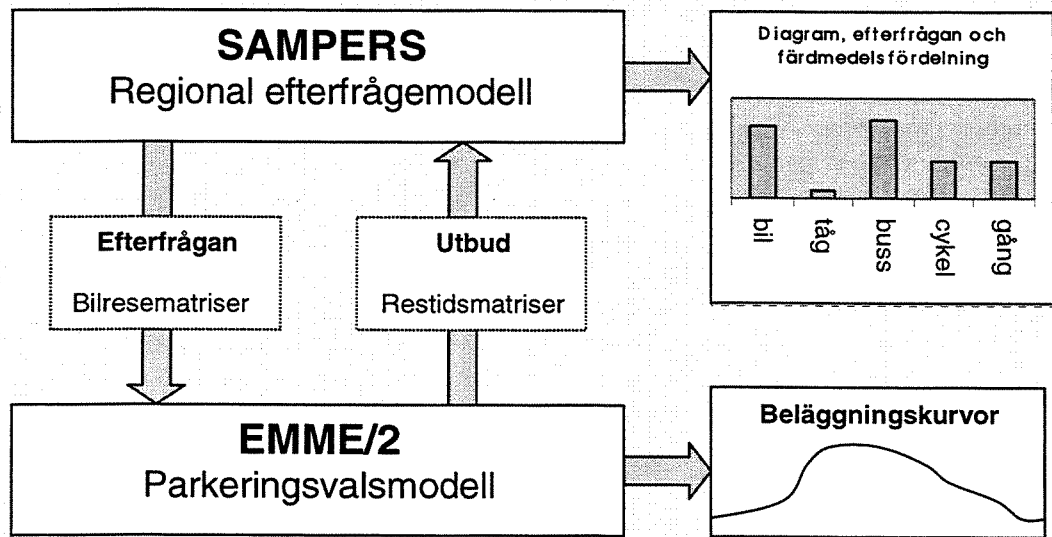 SAMPERS
Regional efterfrågemodell
Diagram, efterfrågan och
färdmedelsfördelning
bil
tåg
buss
cykel
gång
Efterfrågan
Bilresematriser
Utbud
Restidsmatriser
EMME/2
Parkeringsvalsmodell
Beläggningskurvor